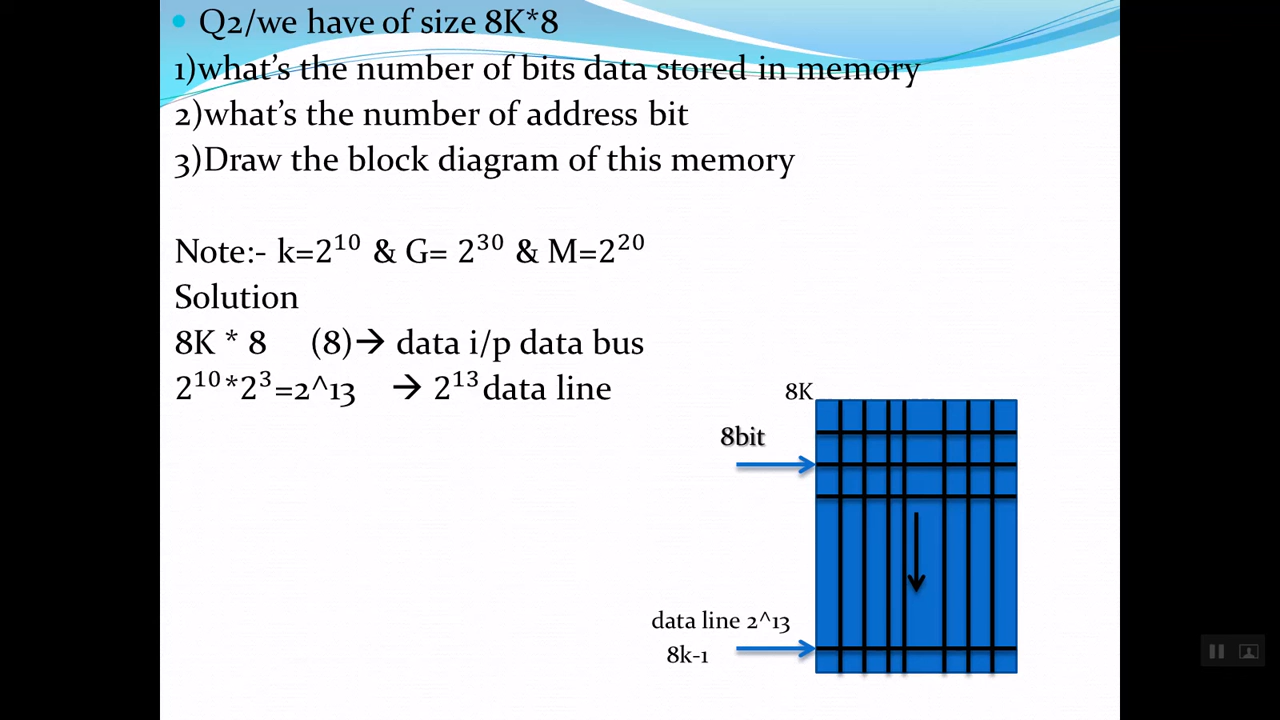 Q2/we have of size 8K*8
1)what's the number of bits data stored in memory
2)what's the number of address bit
3)Draw the block diagram of this memory
Note:- k=2¹⁰ & G= 2³⁰ & M=2²⁰
Solution
8K * 8 (8)→ data i/p data bus
2¹⁰*2³=2^13 → 2¹³data line
8K
8bit
data line 2^13
8k-1